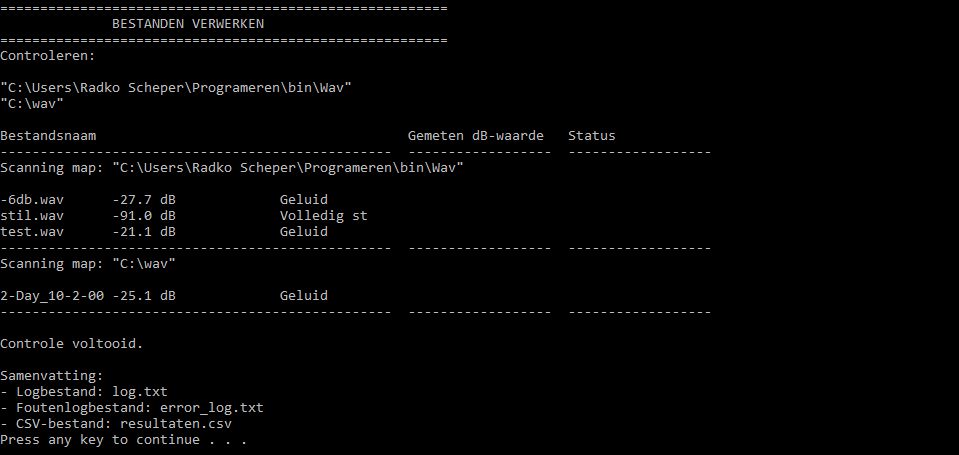 ========================================================
              BESTANDEN VERWERKEN
========================================================
Controleren:
"C:\Users\Radko Scheper\Programeren\bin\Wav"
"C:\wav"
Bestandsnaam                                       Gemeten dB-waarde   Status
-------------------------------------------------  ------------------  ------------------
Scanning map: "C:\Users\Radko Scheper\Programeren\bin\Wav"
-6db.wav      -27.7 dB             Geluid
stil.wav      -91.0 dB             Volledig st
test.wav      -21.1 dB             Geluid
-------------------------------------------------  ------------------  ------------------
Scanning map: "C:\wav"
2-Day_10-2-00 -25.1 dB             Geluid
-------------------------------------------------  ------------------  ------------------
Controle voltooid.
Samenvatting:
- Logbestand: log.txt
- Foutenlogbestand: error_log.txt
- CSV-bestand: resultaten.csv
Press any key to continue . . .